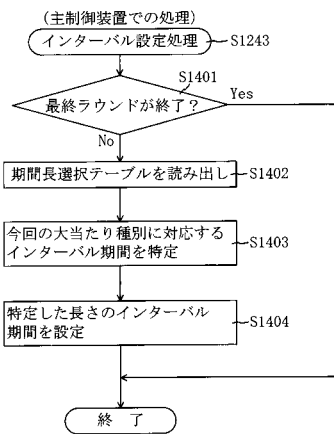 (主制御装置での処理)
インターバル設定処理
S1243
S1401
最終ラウンドが終了?
Yes
No
期間長選択テーブルを読み出し
S1402
今回の大当たり種別に対応する
インターバル期間を特定
S1403
特定した長さのインターバル
期間を設定
S1404
終 了